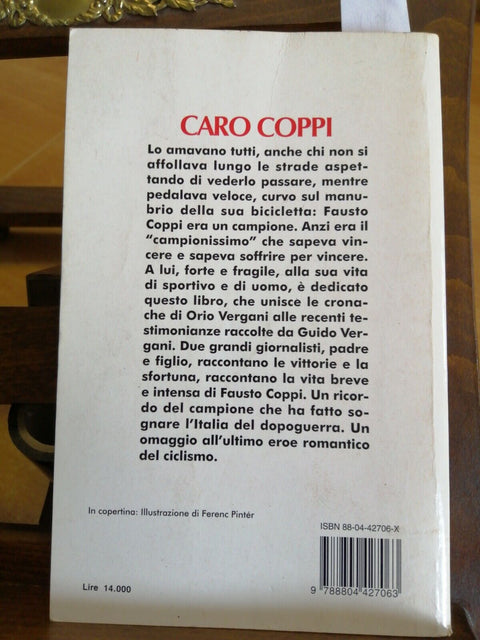 CARO COPPI
Lo amavano tutti, anche chi non si
affollava lungo le strade aspet-
tando di vederlo passare, mentre
pedalava veloce, curvo sul manu-
brio della sua bicicletta: Fausto
Coppi era un campione. Anzi era il
“campionissimo” che sapeva vin-
cere e sapeva soffrire per vincere.
A lui, forte e fragile, alla sua vita
di sportivo e di uomo, è dedicato
questo libro, che unisce le crona-
che di Orio Vergani alle recenti te-
stimonianze raccolte da Guido Ver-
gani. Due grandi giornalisti, padre
e figlio, raccontano le vittorie e la
sfortuna, raccontano la vita breve
e intensa di Fausto Coppi. Un ricor-
do del campione che ha fatto so-
gnare l’Italia del dopoguerra. Un
omaggio all’ultimo eroe romantico
del ciclismo.
In copertina: Illustrazione di Ferenc Pintér
ISBN 88-04-42706-X
9 788804 427063
Lire 14.000